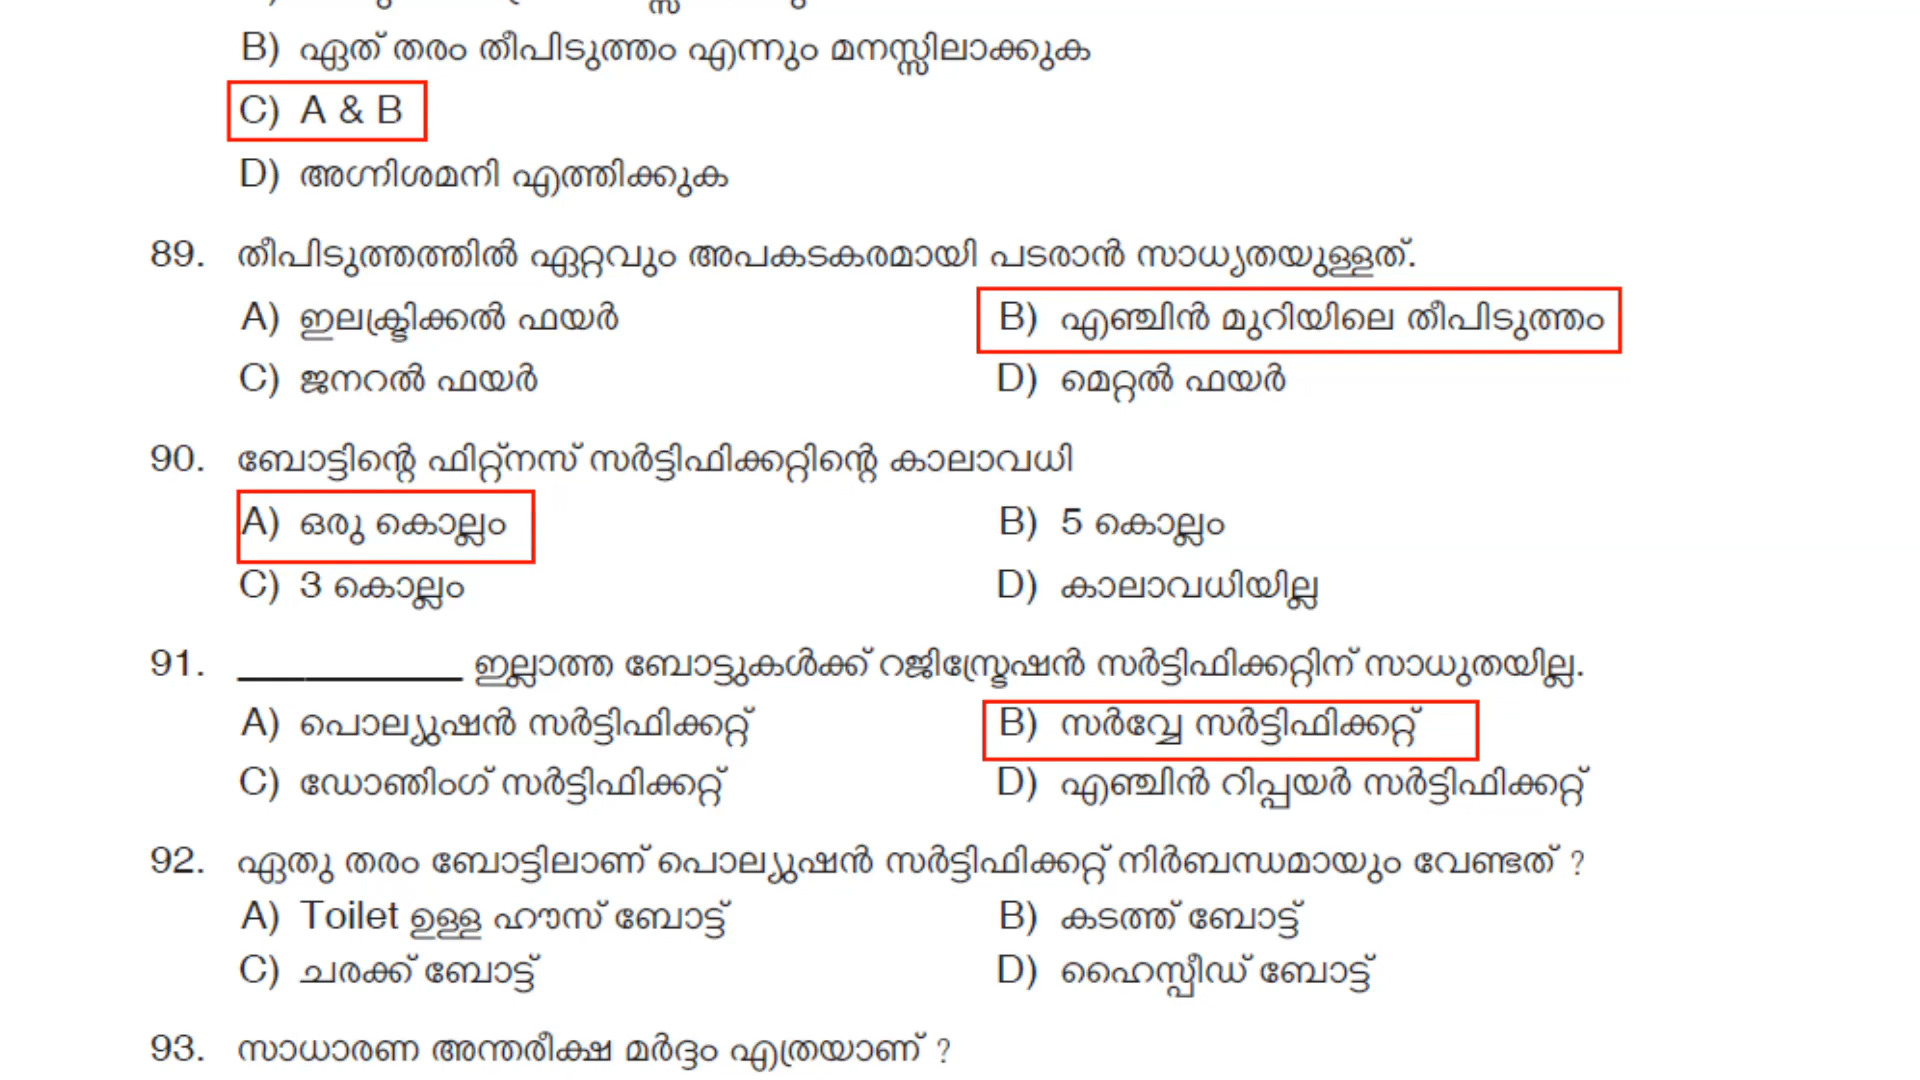 B) ഏത് തരം തീപിടുത്തം എന്നും മനസ്സിലാക്കുക
C) A & B
D) അഗ്നിശമനി എത്തിക്കുക
89. തീപിടുത്തത്തിൽ ഏറ്റവും അപകടകരമായി പടരാൻ സാധ്യതയുള്ളത്.
A) ഇലക്ട്രിക്കൽ ഫയർ B) എഞ്ചിൻ മുറിയിലെ തീപിടുത്തം
C) ജനറൽ ഫയർ D) മെറ്റൽ ഫയർ
90. ബോട്ടിന്റെ ഫിറ്റ്നസ് സർട്ടിഫിക്കറ്റിന്റെ കാലാവധി
A) ഒരു കൊല്ലം B) 5 കൊല്ലം
C) 3 കൊല്ലം D) കാലാവധിയില്ല
91. ____________ ഇല്ലാത്ത ബോട്ടുകൾക്ക് റജിസ്ട്രേഷൻ സർട്ടിഫിക്കറ്റിന് സാധുതയില്ല.
A) പൊല്യുഷൻ സർട്ടിഫിക്കറ്റ് B) സർവ്വേ സർട്ടിഫിക്കറ്റ്
C) ഡോഞ്ചിംഗ് സർട്ടിഫിക്കറ്റ് D) എഞ്ചിൻ റിപ്പയർ സർട്ടിഫിക്കറ്റ്
92. ഏതു തരം ബോട്ടിലാണ് പൊല്യുഷൻ സർട്ടിഫിക്കറ്റ് നിർബന്ധമായും വേണ്ടത് ?
A) Toilet ഉള്ള ഹൗസ് ബോട്ട് B) കടത്ത് ബോട്ട്
C) ചരക്ക് ബോട്ട് D) ഹൈസ്പീഡ് ബോട്ട്
93. സാധാരണ അന്തരീക്ഷ മർദ്ദം എത്രയാണ് ?